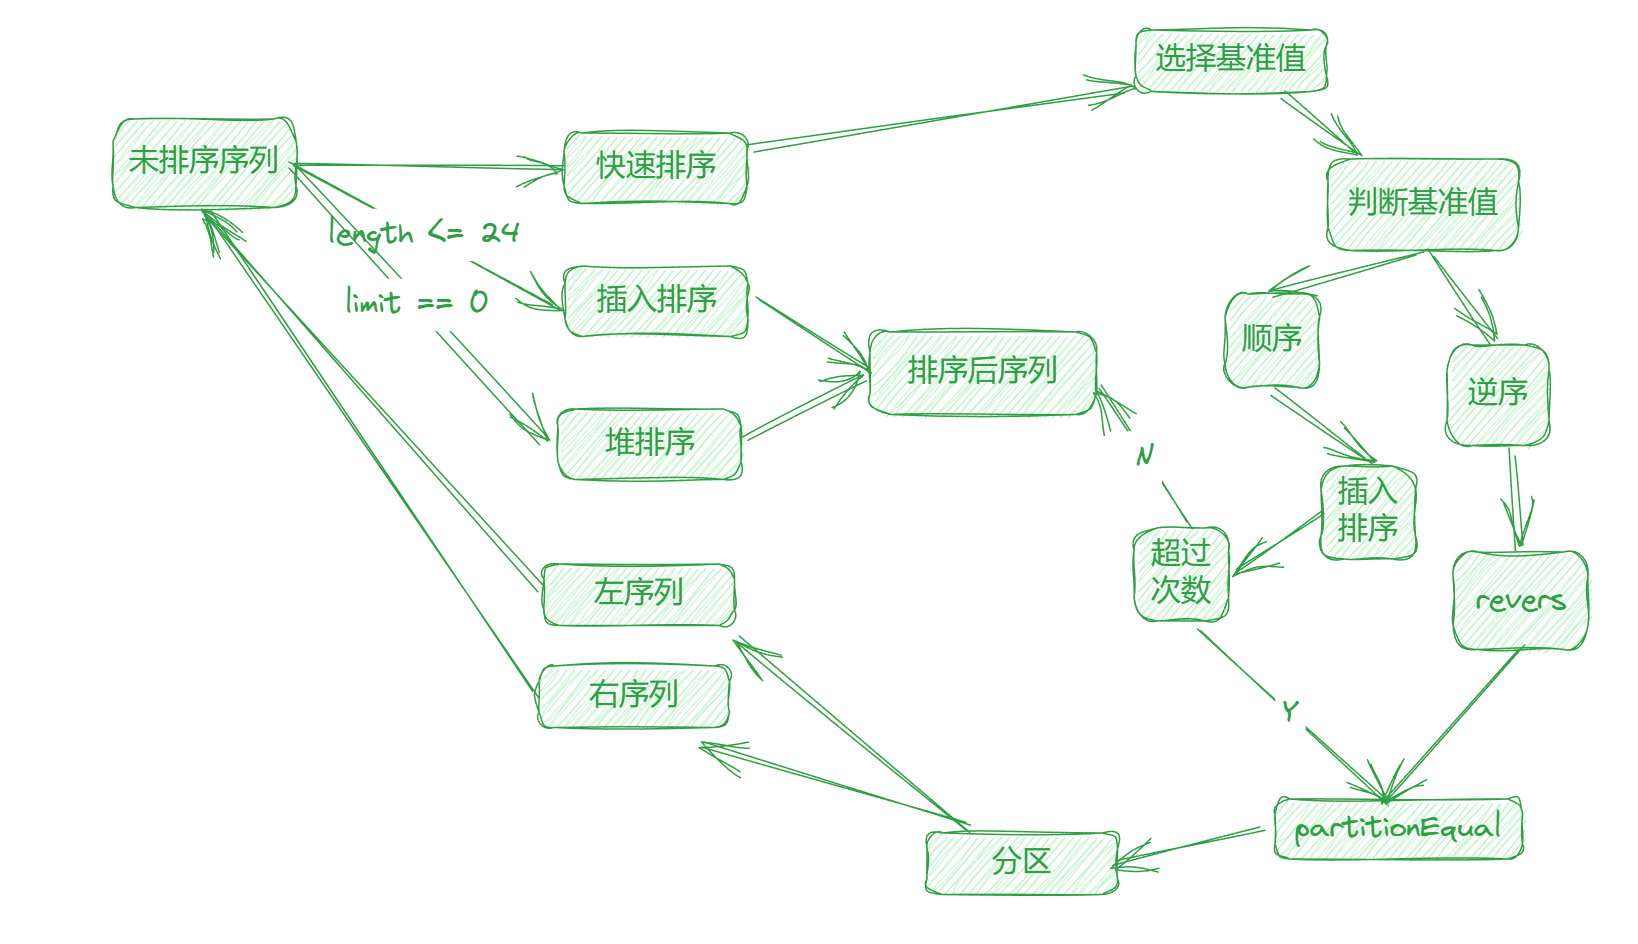 选择基准值
未排序序列
快速排序
判断基准值
length <= 24
插入排序
limit == 0
顺序
排序后序列
逆序
堆排序
N
插入
排序
超过
次数
左序列
revers
右序列
Y
partitionEqual
分区